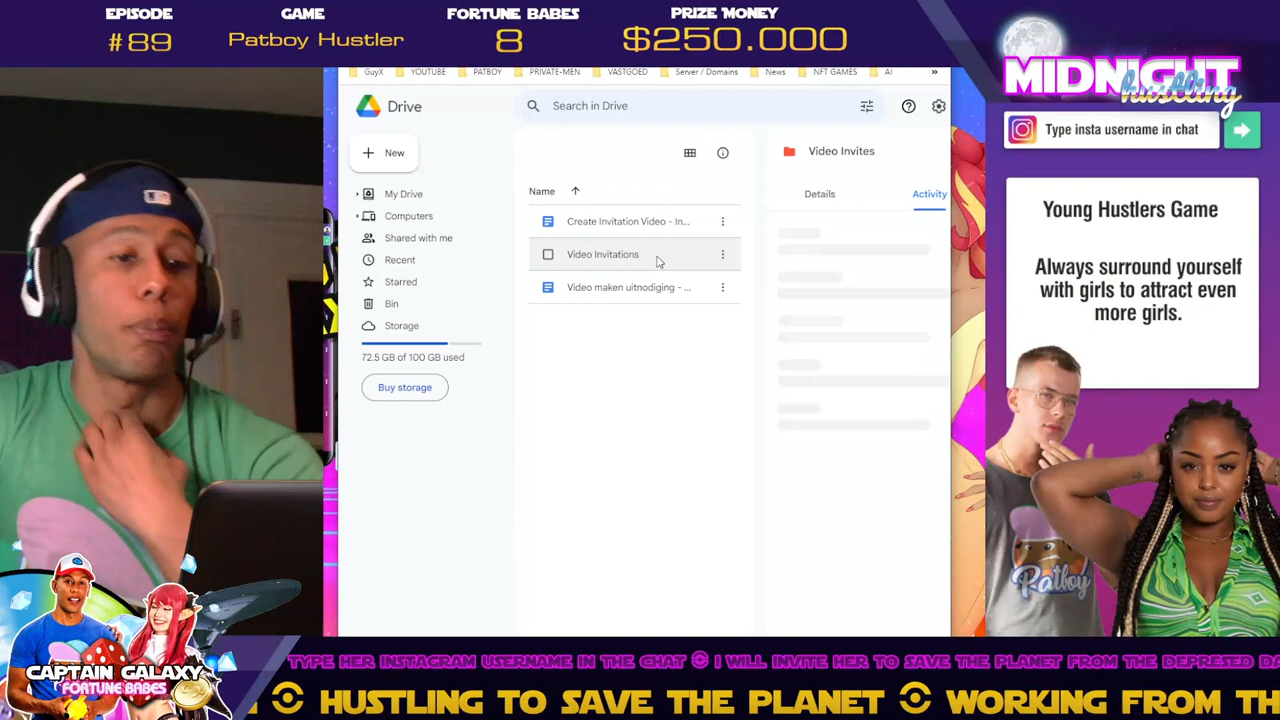 EPISODE
#89
GAME
Patboy Hustler
FORTUNE BABES
8
PRIZE MONEY
$250.000
MIDNIGHT
hustling
Type insta username in chat
Young Hustlers Game
Always surround yourself
with girls to attract even
more girls.
Patboy
GuyX
YOUTUBE
PATBOY
PRIVATE-MEN
VASTGOED
Server / Domains
News
NFT GAMES
AI
»
Drive
Search in Drive
New
My Drive
Computers
Shared with me
Recent
Starred
Bin
Storage
72.5 GB of 100 GB used
Buy storage
Name
Create Invitation Video - In...
Video Invitations
Video maken uitnodiging - ...
Video Invites
Details
Activity
CAPTAIN GALAXY
FORTUNE BABES
TYPE HER INSTAGRAM USERNAME IN THE CHAT
I WILL INVITE HER TO SAVE THE PLANET FROM THE DEPRESED DA
HUSTLING TO SAVE THE PLANET
WORKING FROM TH